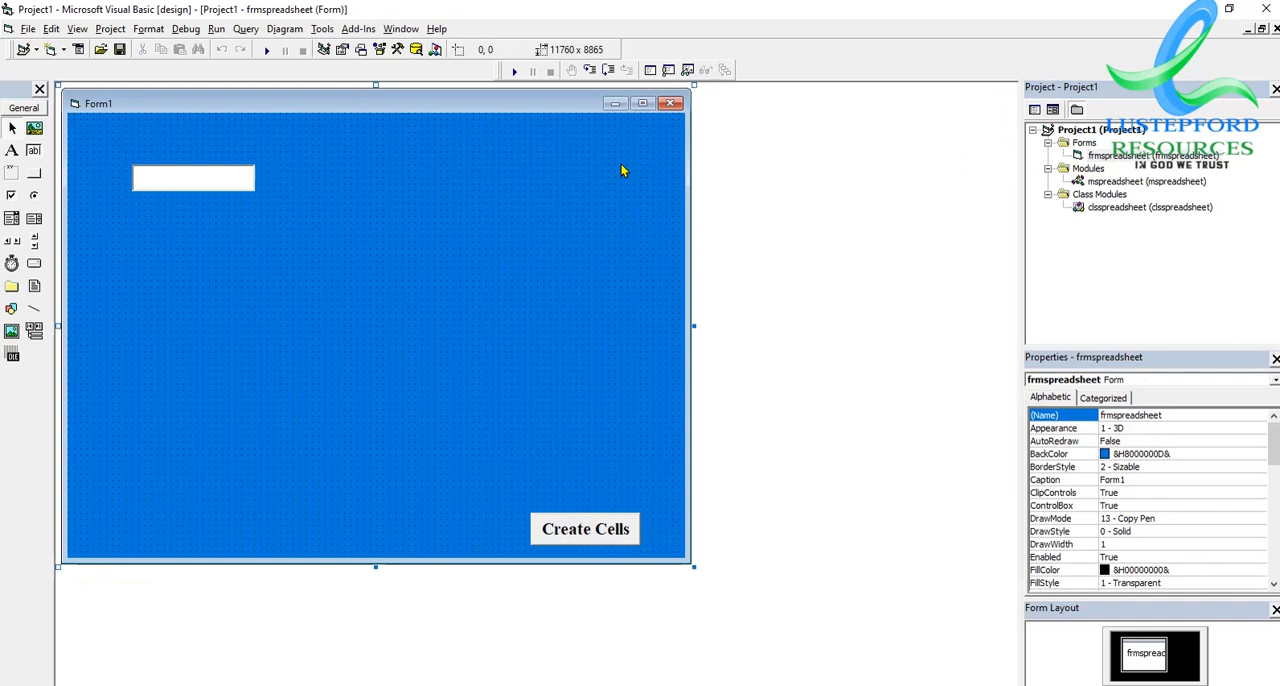 Project1 - Microsoft Visual Basic [design] - [Project1 - frmspreadsheet (Form)]
File Edit View Project Format Debug Run Query Diagram Tools Add-Ins Window Help
0, 0 11760 x 8865
General
Form1
Create Cells
Project - Project1
LUSTEPFORD
RESOURCES
IN GOD WE TRUST
Project1 (Project1)
Forms
frmspreadsheet (frmspreadsheet)
Modules
mspreadsheet (mspreadsheet)
Class Modules
clsspreadsheet (clsspreadsheet)
Properties - frmspreadsheet
frmspreadsheet Form
Alphabetic Categorized
(Name) frmspreadsheet
Appearance 1 - 3D
AutoRedraw False
BackColor &H8000000D&
BorderStyle 2 - Sizable
Caption Form1
ClipControls True
ControlBox True
DrawMode 13 - Copy Pen
DrawStyle 0 - Solid
DrawWidth 1
Enabled True
FillColor &H00000000&
FillStyle 1 - Transparent
Form Layout
frmspread